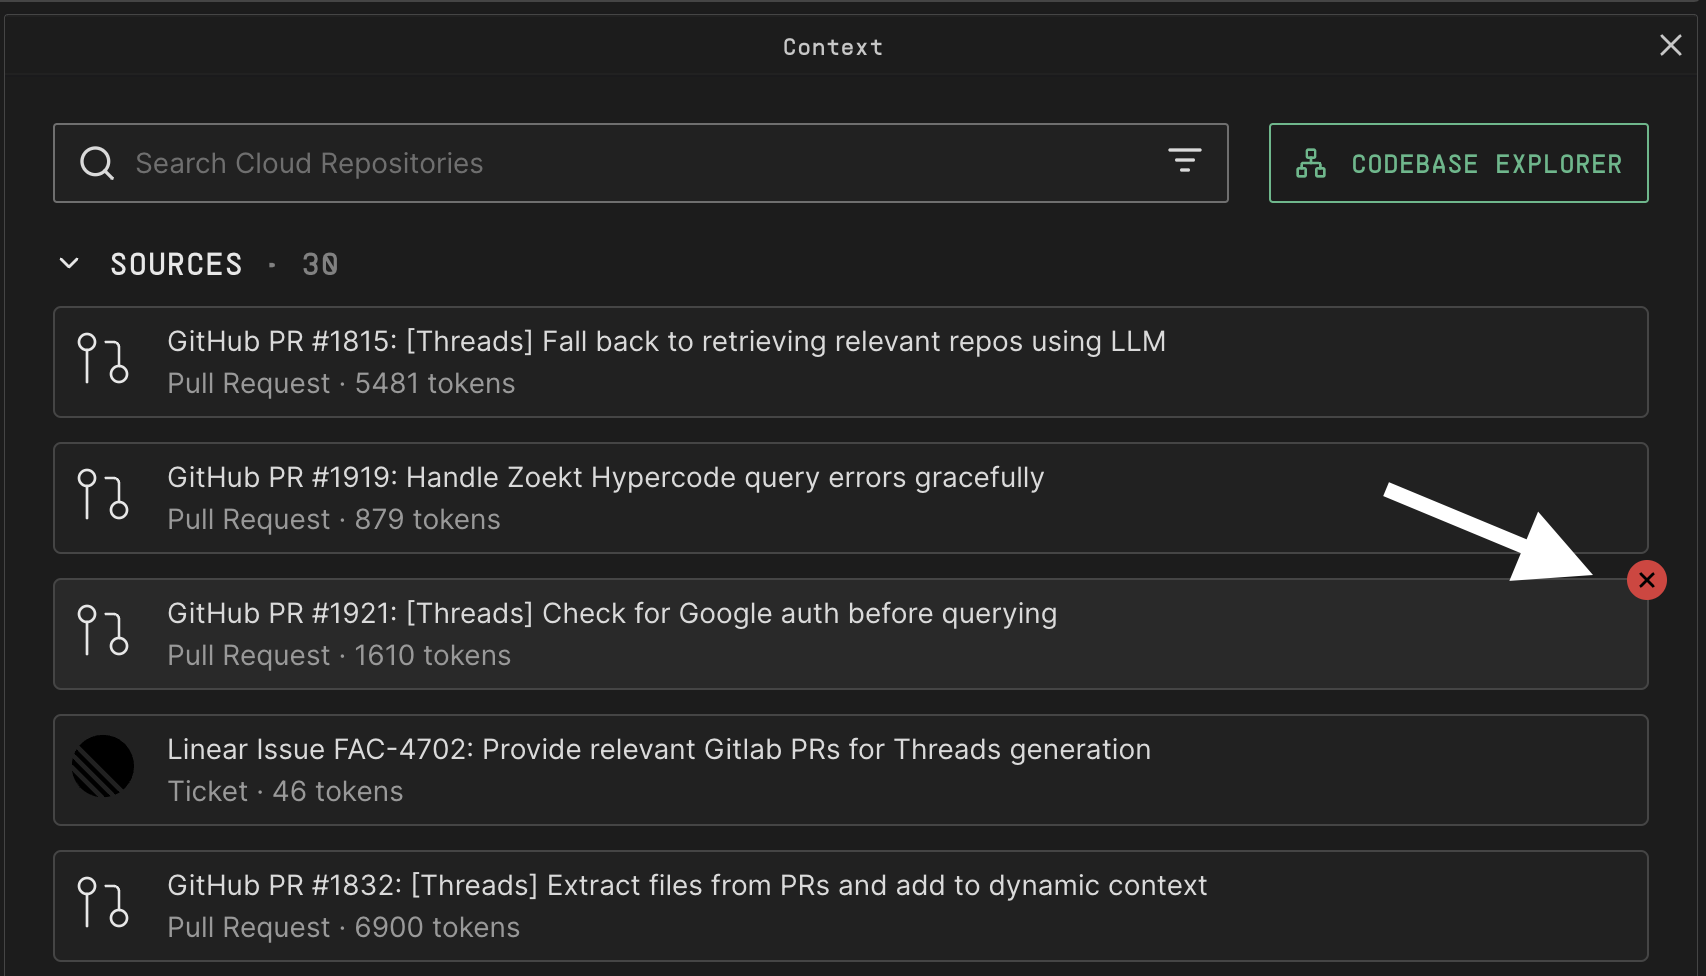 Context
Search Cloud Repositories
CODEBASE EXPLORER
SOURCES · 30
GitHub PR #1815: [Threads] Fall back to retrieving relevant repos using LLM
Pull Request · 5481 tokens
GitHub PR #1919: Handle Zoekt Hypercode query errors gracefully
Pull Request · 879 tokens
GitHub PR #1921: [Threads] Check for Google auth before querying
Pull Request · 1610 tokens
Linear Issue FAC-4702: Provide relevant Gitlab PRs for Threads generation
Ticket · 46 tokens
GitHub PR #1832: [Threads] Extract files from PRs and add to dynamic context
Pull Request · 6900 tokens